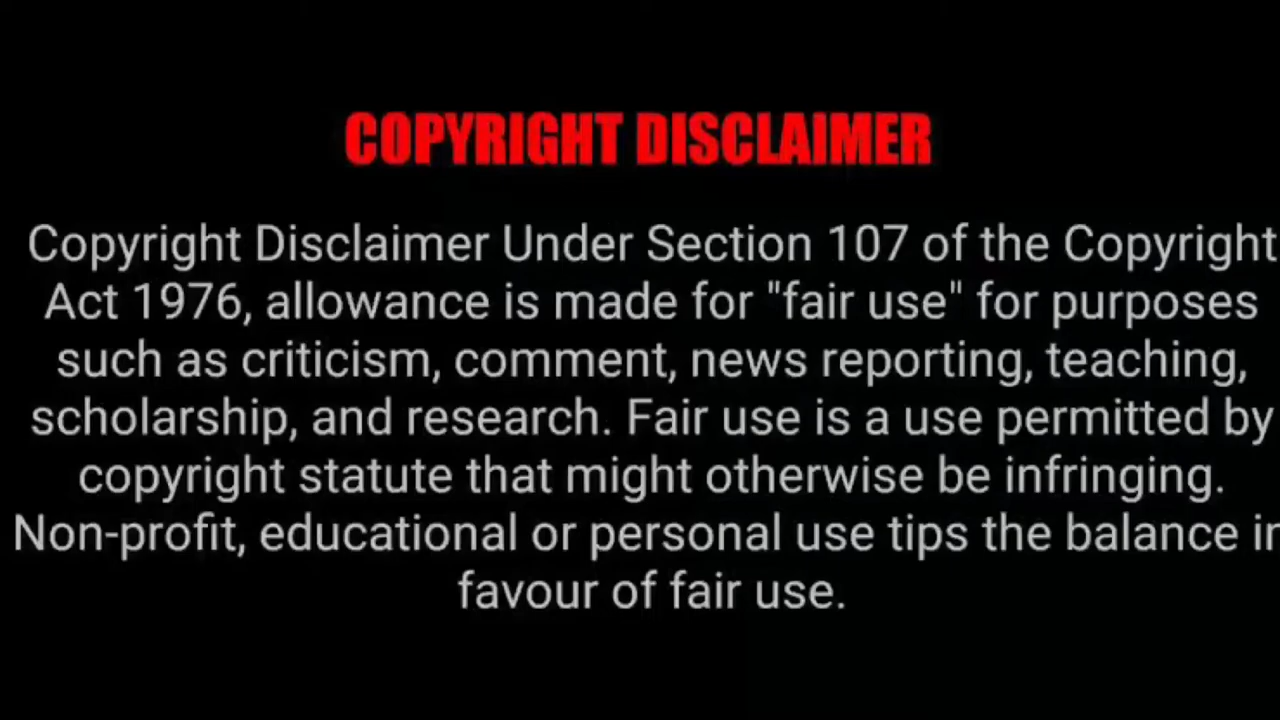 COPYRIGHT DISCLAIMER
Copyright Disclaimer Under Section 107 of the Copyright
Act 1976, allowance is made for "fair use" for purposes
such as criticism, comment, news reporting, teaching,
scholarship, and research. Fair use is a use permitted by
copyright statute that might otherwise be infringing.
Non-profit, educational or personal use tips the balance in
favour of fair use.